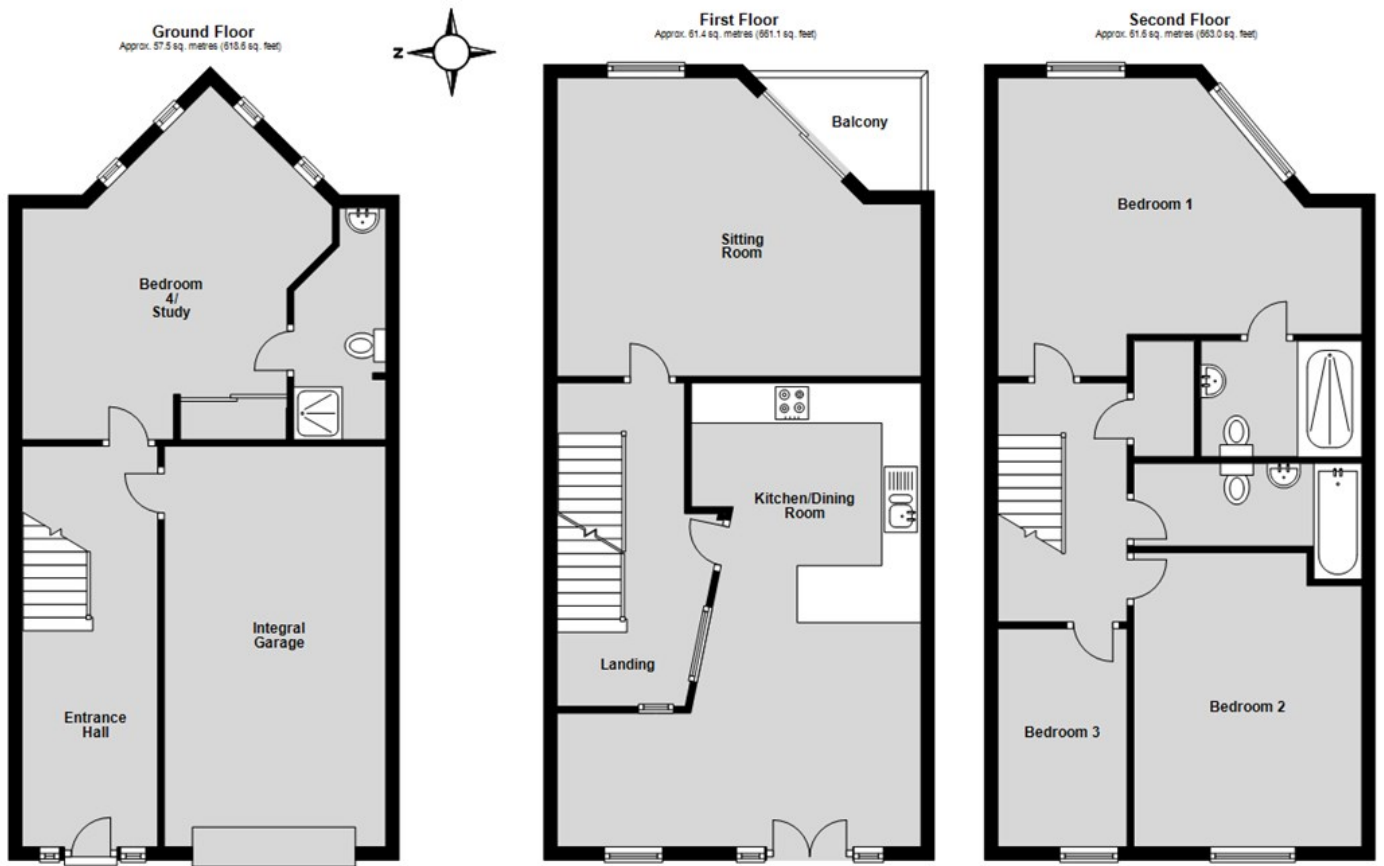 Ground Floor
Approx. 57.5 sq. metres (618.6 sq. feet)
Bedroom
4/
Study
Integral
Garage
Entrance
Hall
N
First Floor
Approx. 61.4 sq. metres (661.1 sq. feet)
Balcony
Sitting
Room
Kitchen/Dining
Room
Landing
Second Floor
Approx. 61.6 sq. metres (663.0 sq. feet)
Bedroom 1
Bedroom 2
Bedroom 3